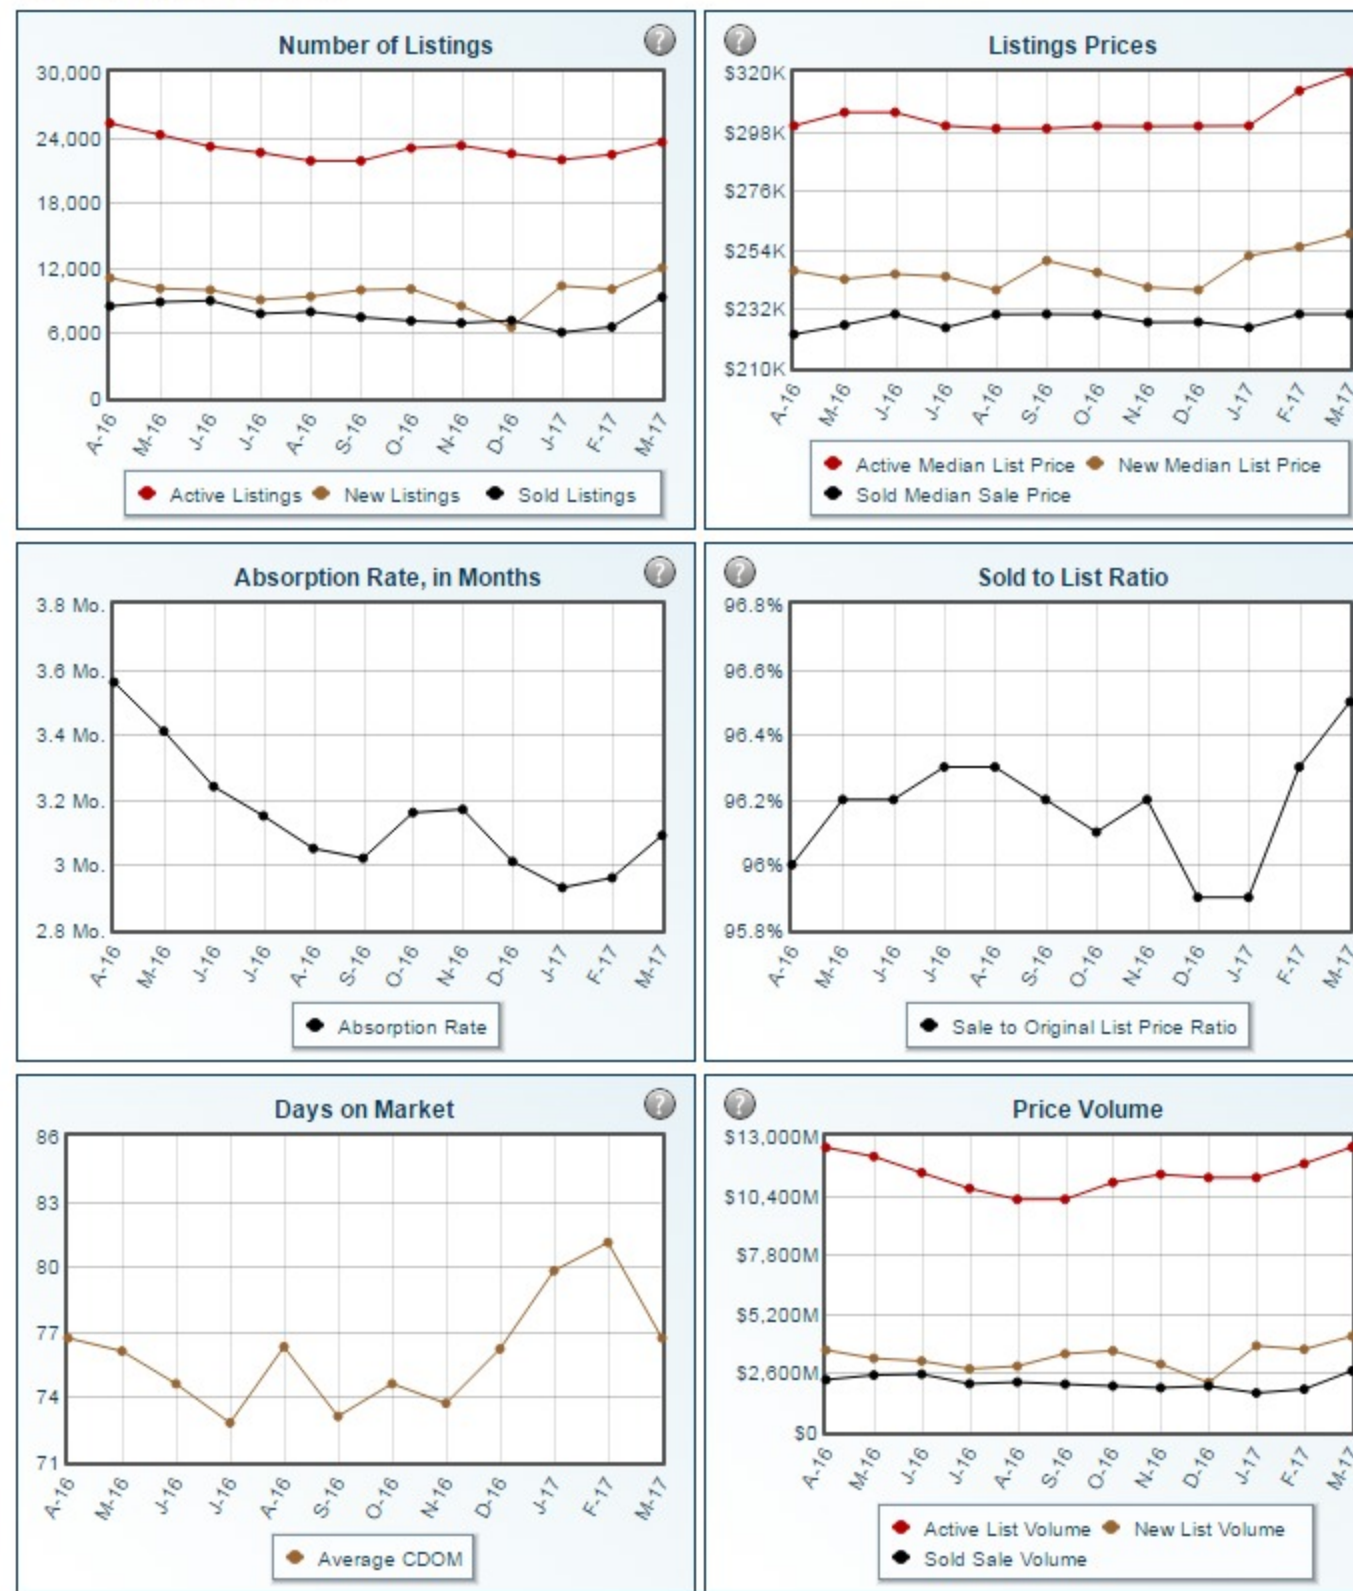 Number of Listings
?
30,000
24,000
18,000
12,000
6,000
0
A-16
M-16
J-16
J-16
A-16
S-16
O-16
N-16
D-16
J-17
F-17
M-17
Active Listings
New Listings
Sold Listings
?
Listings Prices
$320K
$298K
$276K
$254K
$232K
$210K
A-16
M-16
J-16
J-16
A-16
S-16
O-16
N-16
D-16
J-17
F-17
M-17
Active Median List Price
New Median List Price
Sold Median Sale Price
Absorption Rate, in Months
?
3.8 Mo.
3.6 Mo.
3.4 Mo.
3.2 Mo.
3 Mo.
2.8 Mo.
A-16
M-16
J-16
J-16
A-16
S-16
O-16
N-16
D-16
J-17
F-17
M-17
Absorption Rate
?
Sold to List Ratio
96.8%
96.6%
96.4%
96.2%
96%
95.8%
A-16
M-16
J-16
J-16
A-16
S-16
O-16
N-16
D-16
J-17
F-17
M-17
Sale to Original List Price Ratio
Days on Market
?
86
83
80
77
74
71
A-16
M-16
J-16
J-16
A-16
S-16
O-16
N-16
D-16
J-17
F-17
M-17
Average CDOM
?
Price Volume
$13,000M
$10,400M
$7,800M
$5,200M
$2,600M
$0
A-16
M-16
J-16
J-16
A-16
S-16
O-16
N-16
D-16
J-17
F-17
M-17
Active List Volume
New List Volume
Sold Sale Volume